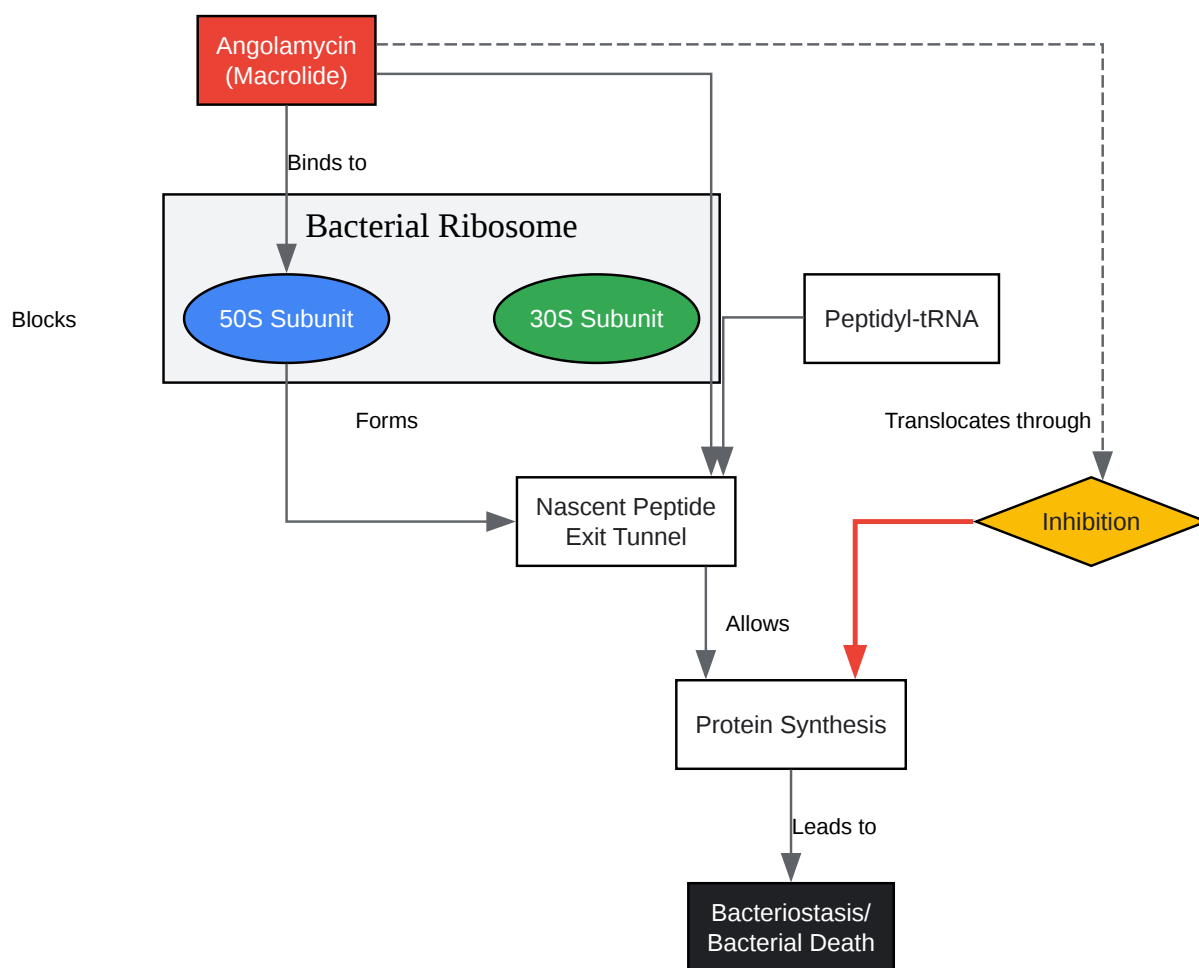 Angolamycin
(Macrolide)
Binds to
Bacterial Ribosome
Blocks
50S Subunit
30S Subunit
Peptidyl-tRNA
Forms
Translocates through
Nascent Peptide
Exit Tunnel
Inhibition
Allows
Protein Synthesis
Leads to
Bacteriostasis/
Bacterial Death